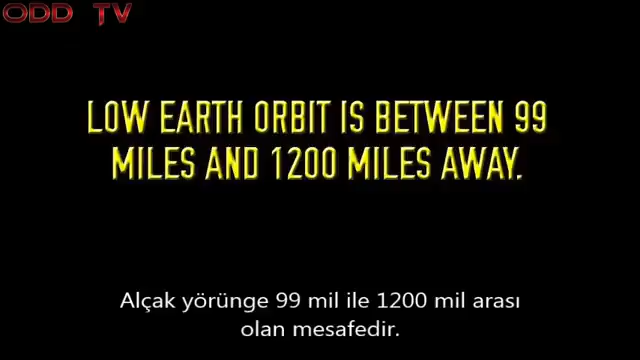 ODD TV
LOW EARTH ORBIT IS BETWEEN 99
MILES AND 1200 MILES AWAY.
Alçak yörünge 99 mil ile 1200 mil arası
olan mesafedir.